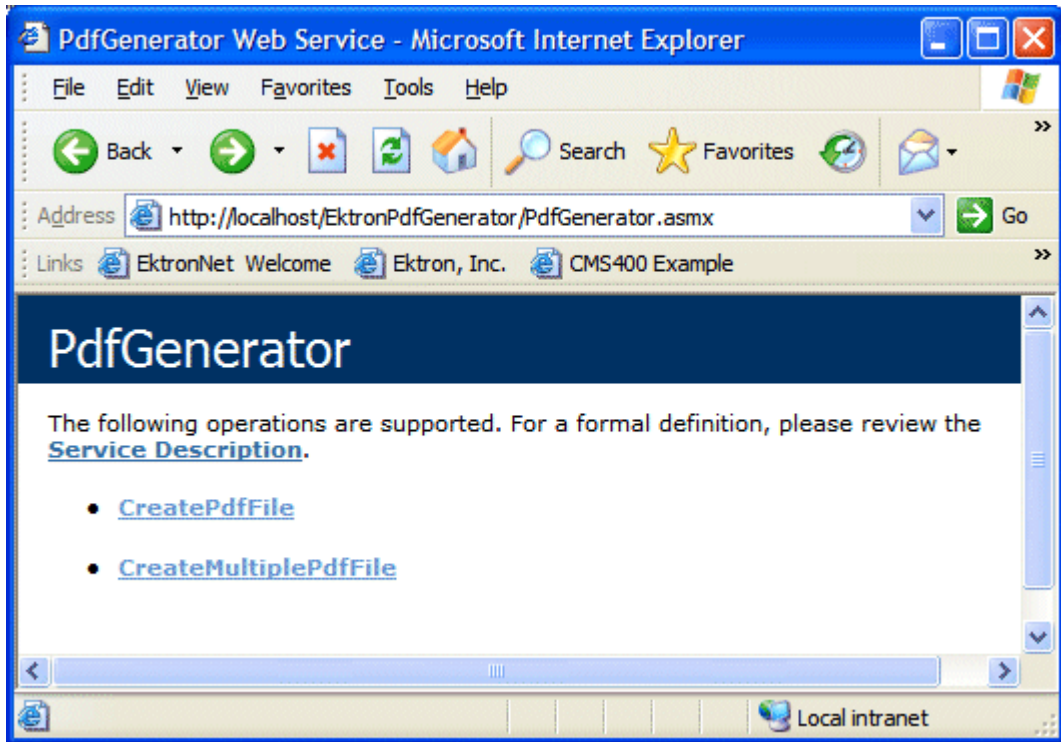 PdfGenerator Web Service - Microsoft Internet Explorer
File Edit View Favorites Tools Help
Back Search Favorites »
Address http://localhost/EktronPdfGenerator/PdfGenerator.asmx Go
Links EktronNet Welcome Ektron, Inc. CMS400 Example »
PdfGenerator
The following operations are supported. For a formal definition, please review the
Service Description.
• CreatePdfFile
• CreateMultiplePdfFile
Local intranet